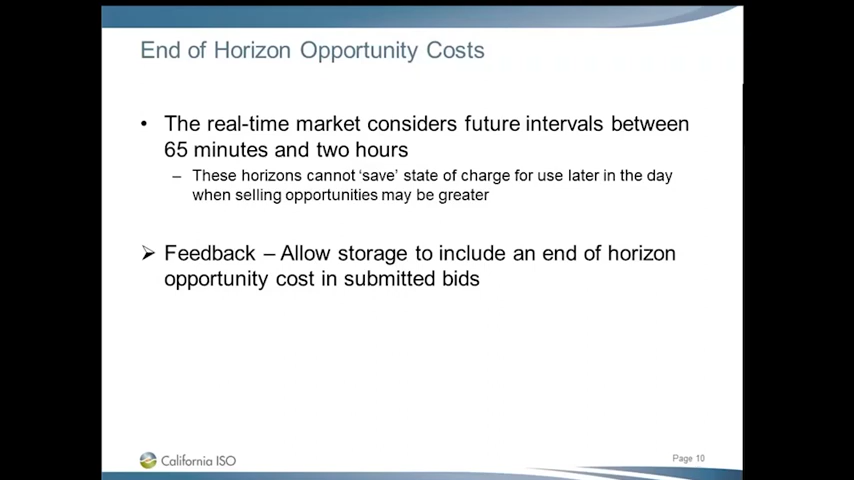 End of Horizon Opportunity Costs
• The real-time market considers future intervals between
65 minutes and two hours
– These horizons cannot ‘save’ state of charge for use later in the day
when selling opportunities may be greater
➢ Feedback – Allow storage to include an end of horizon
opportunity cost in submitted bids
California ISO
Page 10